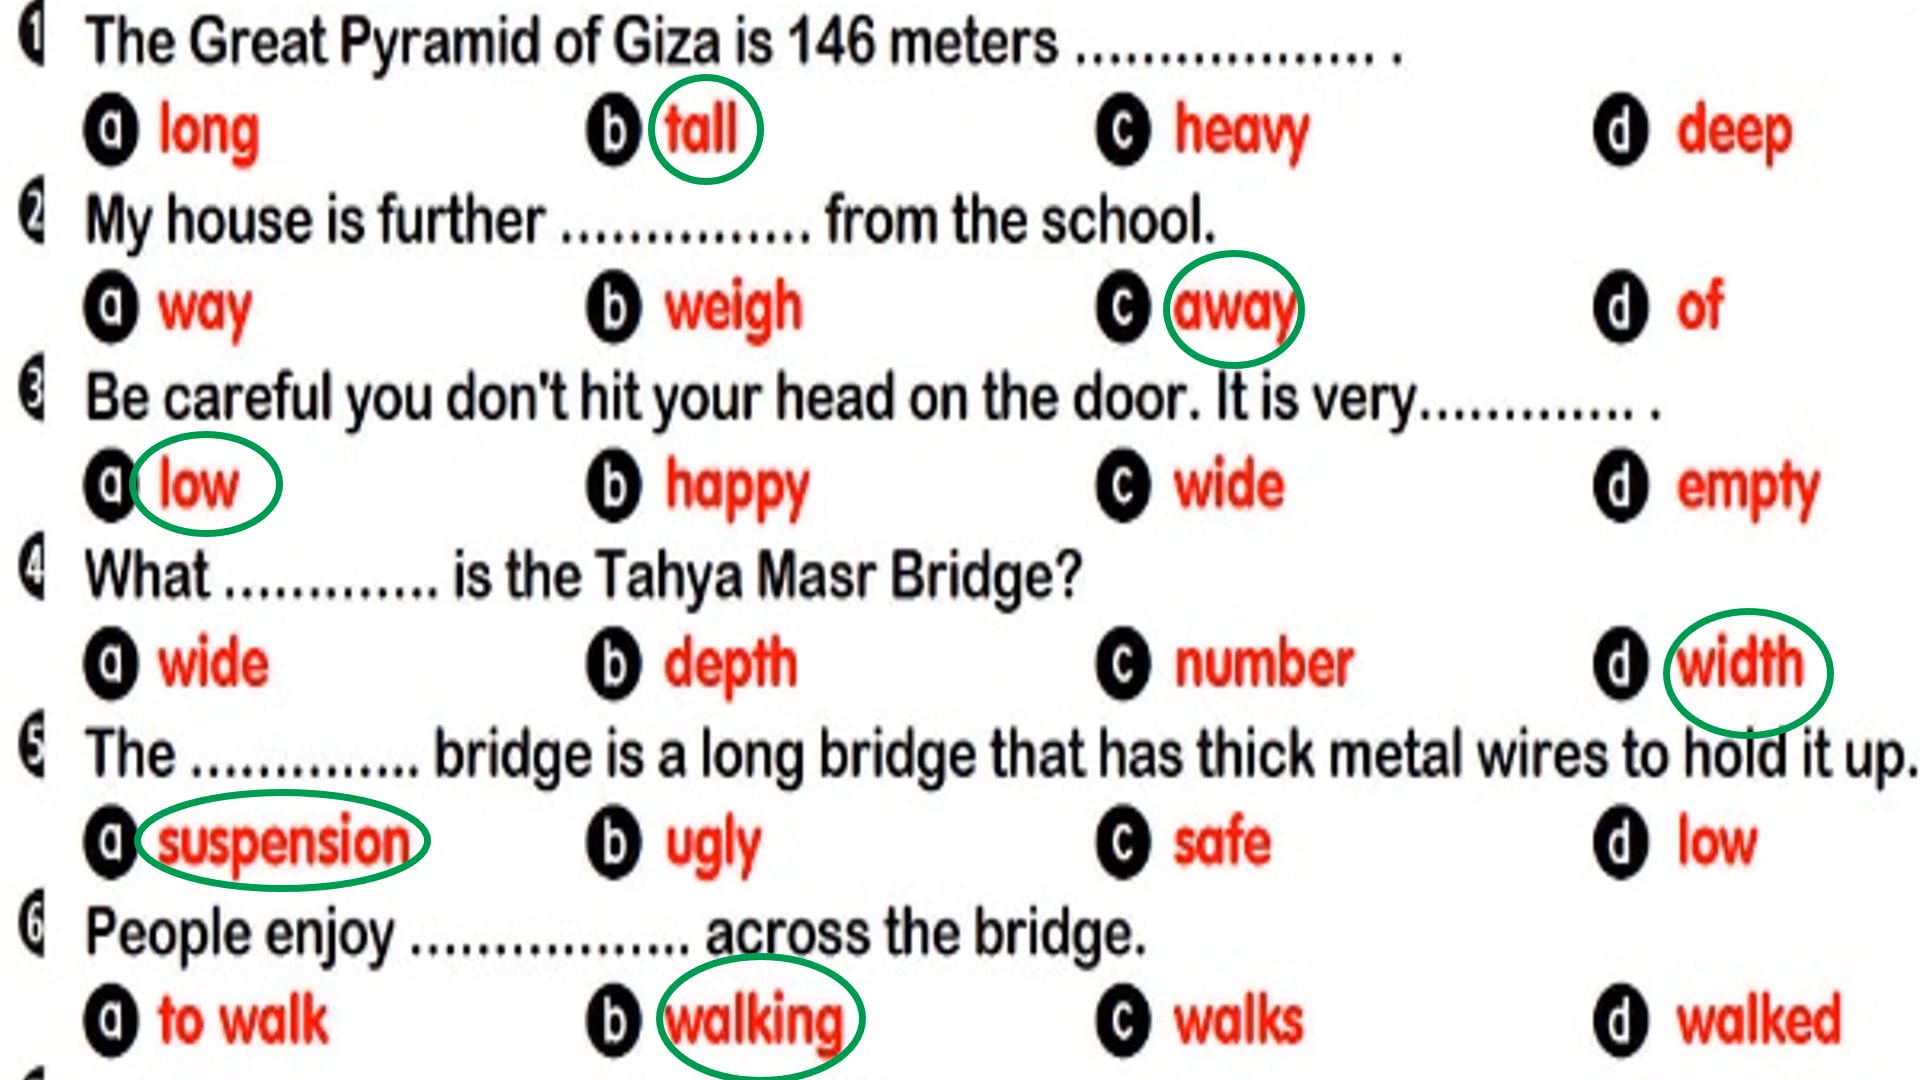 1 The Great Pyramid of Giza is 146 meters .................. .
a long b tall c heavy d deep
2 My house is further ............... from the school.
a way b weigh c away d of
3 Be careful you don't hit your head on the door. It is very............. .
a low b happy c wide d empty
4 What ............. is the Tahya Masr Bridge?
a wide b depth c number d width
5 The .............. bridge is a long bridge that has thick metal wires to hold it up.
a suspension b ugly c safe d low
6 People enjoy ................. across the bridge.
a to walk b walking c walks d walked